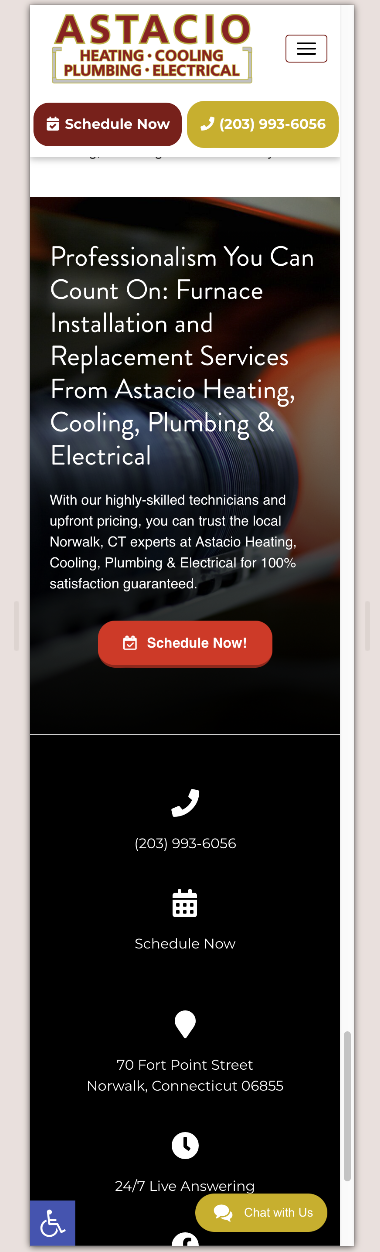 ASTACIO
HEATING • COOLING
PLUMBING • ELECTRICAL
Schedule Now
(203) 993-6056
Professionalism You Can
Count On: Furnace
Installation and
Replacement Services
From Astacio Heating,
Cooling, Plumbing &
Electrical
With our highly-skilled technicians and
upfront pricing, you can trust the local
Norwalk, CT experts at Astacio Heating,
Cooling, Plumbing & Electrical for 100%
satisfaction guaranteed.
Schedule Now!
(203) 993-6056
Schedule Now
70 Fort Point Street
Norwalk, Connecticut 06855
24/7 Live Answering
Chat with Us